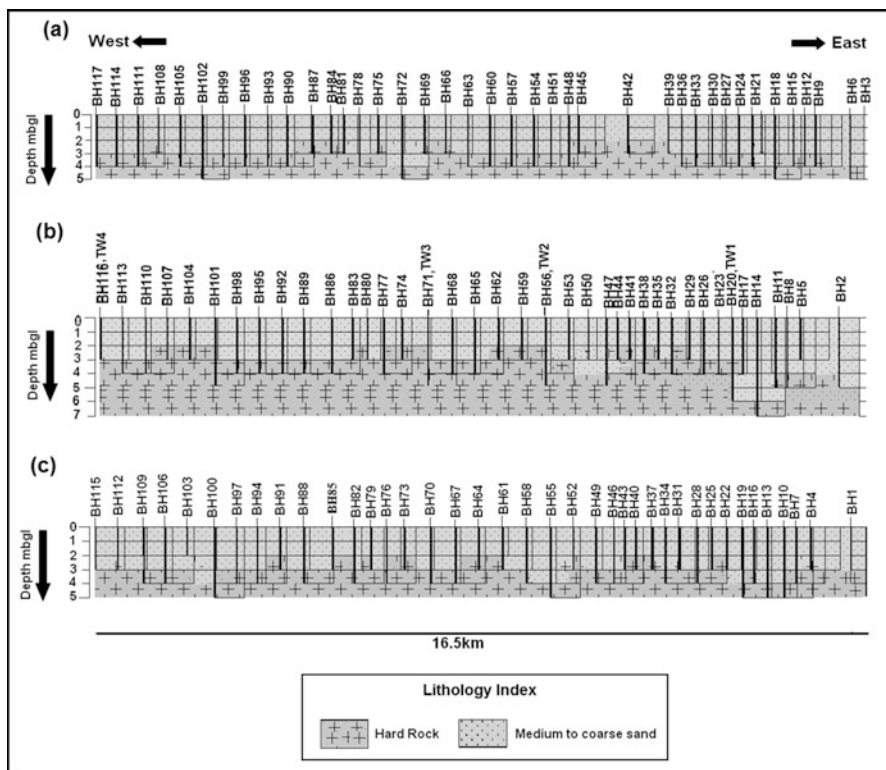 (a)
West East
BH117 BH114 BH111 BH108 BH105 BH102 BH99 BH96 BH93 BH90 BH87 BH84 BH81 BH78 BH75 BH72 BH69 BH66 BH63 BH60 BH57 BH54 BH51 BH48 BH45 BH42 BH39 BH36 BH33 BH30 BH27 BH24 BH21 BH18 BH15 BH12 BH9 BH6 BH3
Depth mbgl
0
1
2
3
4
5
(b)
BH116,TW4 BH113 BH110 BH107 BH104 BH101 BH98 BH95 BH92 BH89 BH86 BH83 BH80 BH77 BH74 BH71,TW3 BH68 BH65 BH62 BH59 BH56,TW2 BH53 BH50 BH47 BH44 BH41 BH38 BH35 BH32 BH29 BH26 BH23 BH20,TW1 BH17 BH14 BH11 BH8 BH5 BH2
Depth mbgl
0
1
2
3
4
5
6
7
(c)
BH115 BH112 BH109 BH106 BH103 BH100 BH97 BH94 BH91 BH88 BH85 BH82 BH79 BH76 BH73 BH70 BH67 BH64 BH61 BH58 BH55 BH52 BH49 BH46 BH43 BH40 BH37 BH34 BH31 BH28 BH25 BH22 BH19 BH16 BH13 BH10 BH7 BH4 BH1
Depth mbgl
0
1
2
3
4
5
16.5km
Lithology Index
Hard Rock Medium to coarse sand